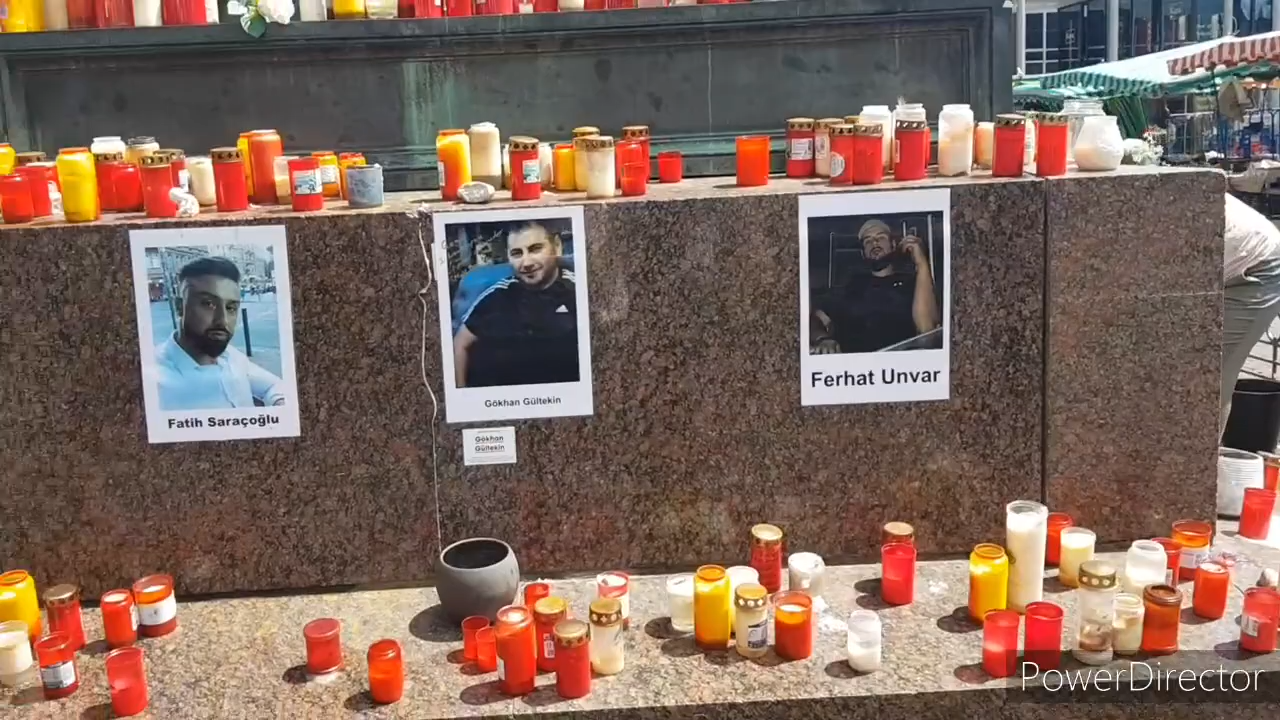 Fatih Saraçoğlu
Gökhan Gültekin
Gökhan
Gültekin
Ferhat Unvar
PowerDirector